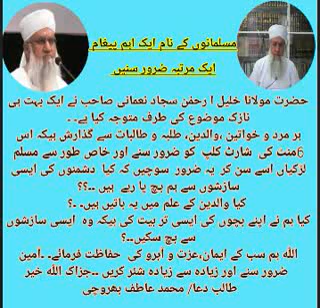 مسلمانوں کے نام ایک اہم پیغام
ایک مرتبہ ضرور سنیں
حضرت مولانا خلیل ا رحمٰن سجاد نعمانی صاحب نے ایک بہت ہی
نازک موضوع کی طرف متوجہ کیا ہے۔۔
ہر مرد و خواتین ،والدین، طلبہ و طالبات سے گذارش ہیکہ اس
6منٹ کی شارٹ کلپ کو ضرور سنے اور خاص طور سے مسلم
لڑکیاں اسے سن کر یہ ضرور سوچیں کہ کیا دشمنوں کی ایسی
سازشوں سے ہم بچ پا رہے ہیں ۔۔؟؟
کیا والدین کے علم میں یہ باتیں ہیں۔ ۔؟
کیا ہم نے اپنے بچوں کی ایسی تر بیت کی ہیکہ وہ ایسی سازشوں
سے بچ سکیں۔۔؟
اللہ ہم سب کے ایمان،عزت و ابرو کی حفاظت فرمائے۔ ۔آمین
ضرور سنے اور زیادہ سے زیادہ شئر کریں ۔۔جزاک اللہ خیر
طالب دعا/ محمد عاطف بھروچی